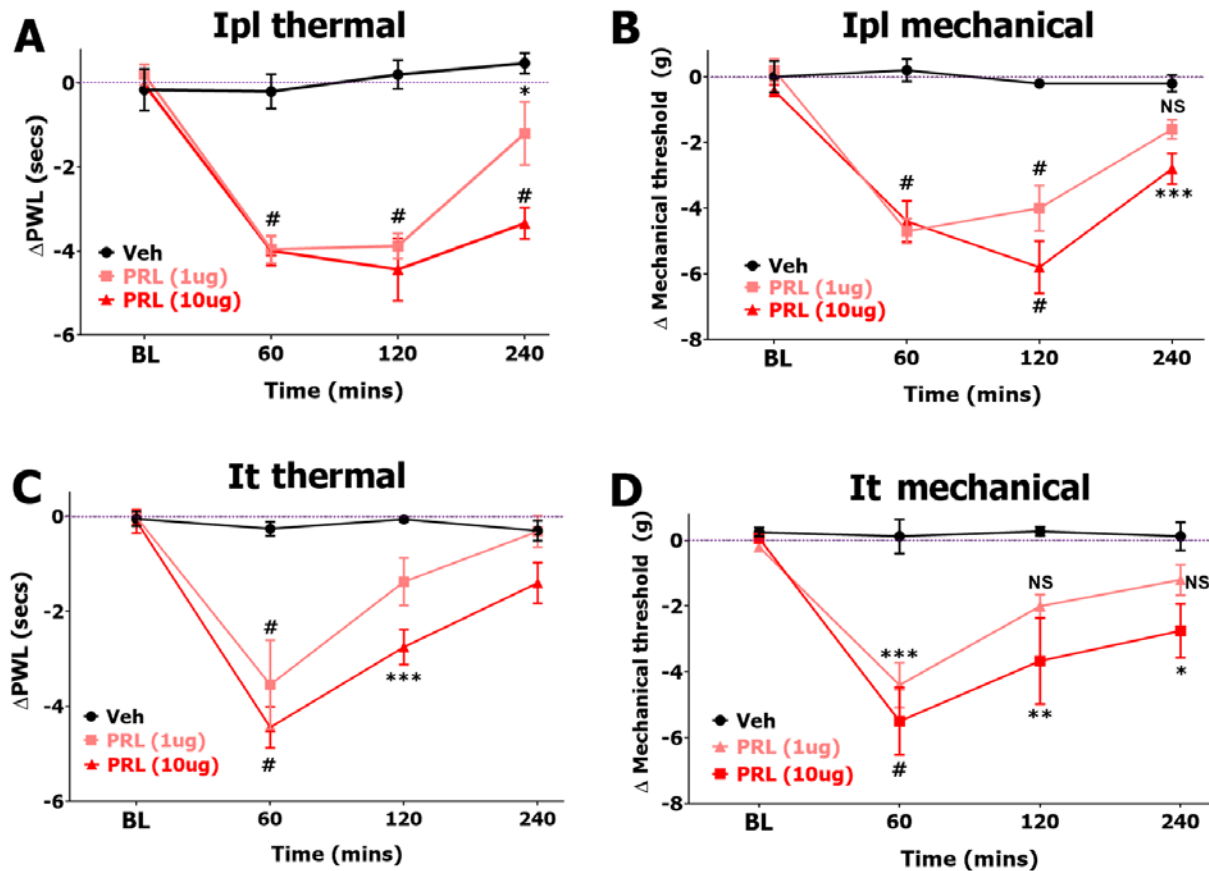 A
Ipl thermal
0
-2
-4
-6
ΔPWL (secs)
*
#
#
#
Veh
PRL (1ug)
PRL (10ug)
BL
60
120
240
Time (mins)
B
Ipl mechanical
0
-2
-4
-6
-8
Δ Mechanical threshold (g)
NS
#
#
***
#
Veh
PRL (1ug)
PRL (10ug)
BL
60
120
240
Time (mins)
C
It thermal
0
-2
-4
-6
ΔPWL (secs)
#
***
#
Veh
PRL (1ug)
PRL (10ug)
BL
60
120
240
Time (mins)
D
It mechanical
0
-2
-4
-6
-8
Δ Mechanical threshold (g)
NS
NS
***
*
**
#
Veh
PRL (1ug)
PRL (10ug)
BL
60
120
240
Time (mins)